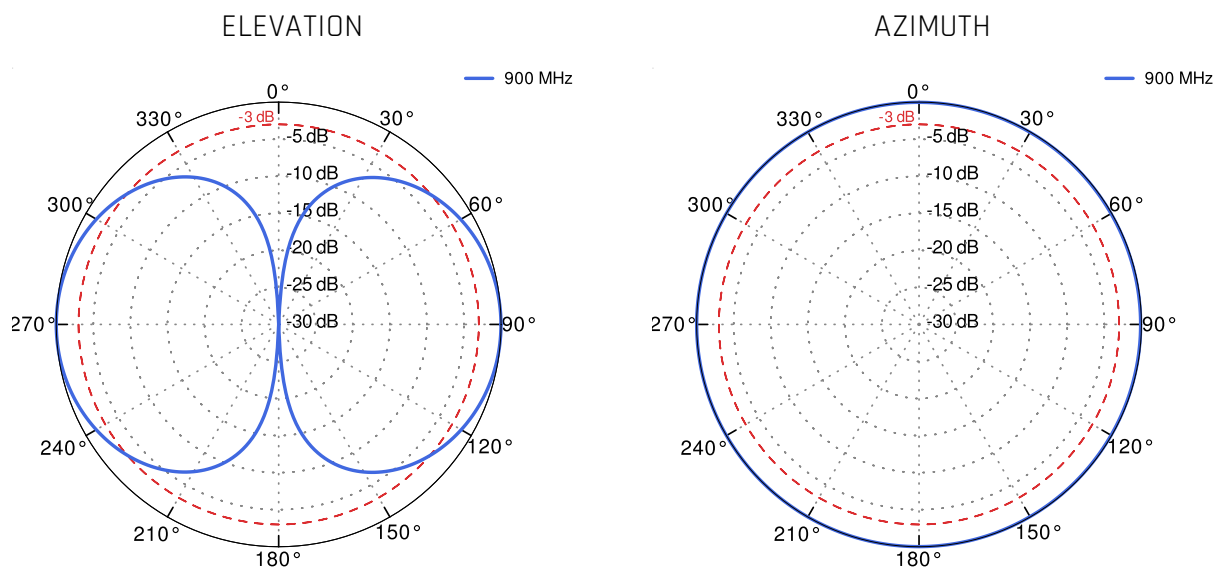 ELEVATION
900 MHz
0°
330°
-3 dB
30°
-5 dB
-10 dB
300°
-15 dB
60°
-20 dB
-25 dB
270°
-30 dB
90°
240°
120°
210°
150°
180°
AZIMUTH
900 MHz
0°
330°
-3 dB
30°
-5 dB
-10 dB
300°
-15 dB
60°
-20 dB
-25 dB
270°
-30 dB
90°
240°
120°
210°
150°
180°